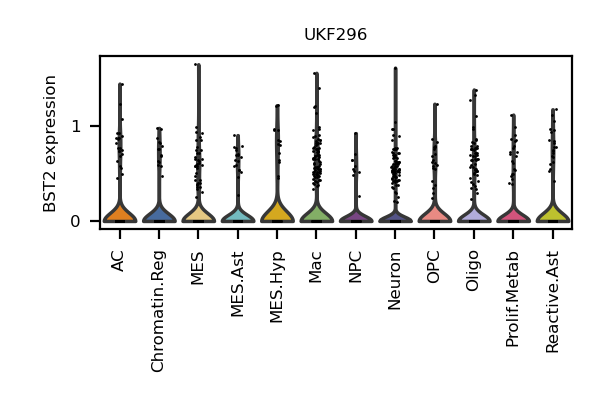 UKF296
BST2 expression
1
0
AC
Chromatin.Reg
MES
MES.Ast
MES.Hyp
Mac
NPC
Neuron
OPC
Oligo
Prolif.Metab
Reactive.Ast